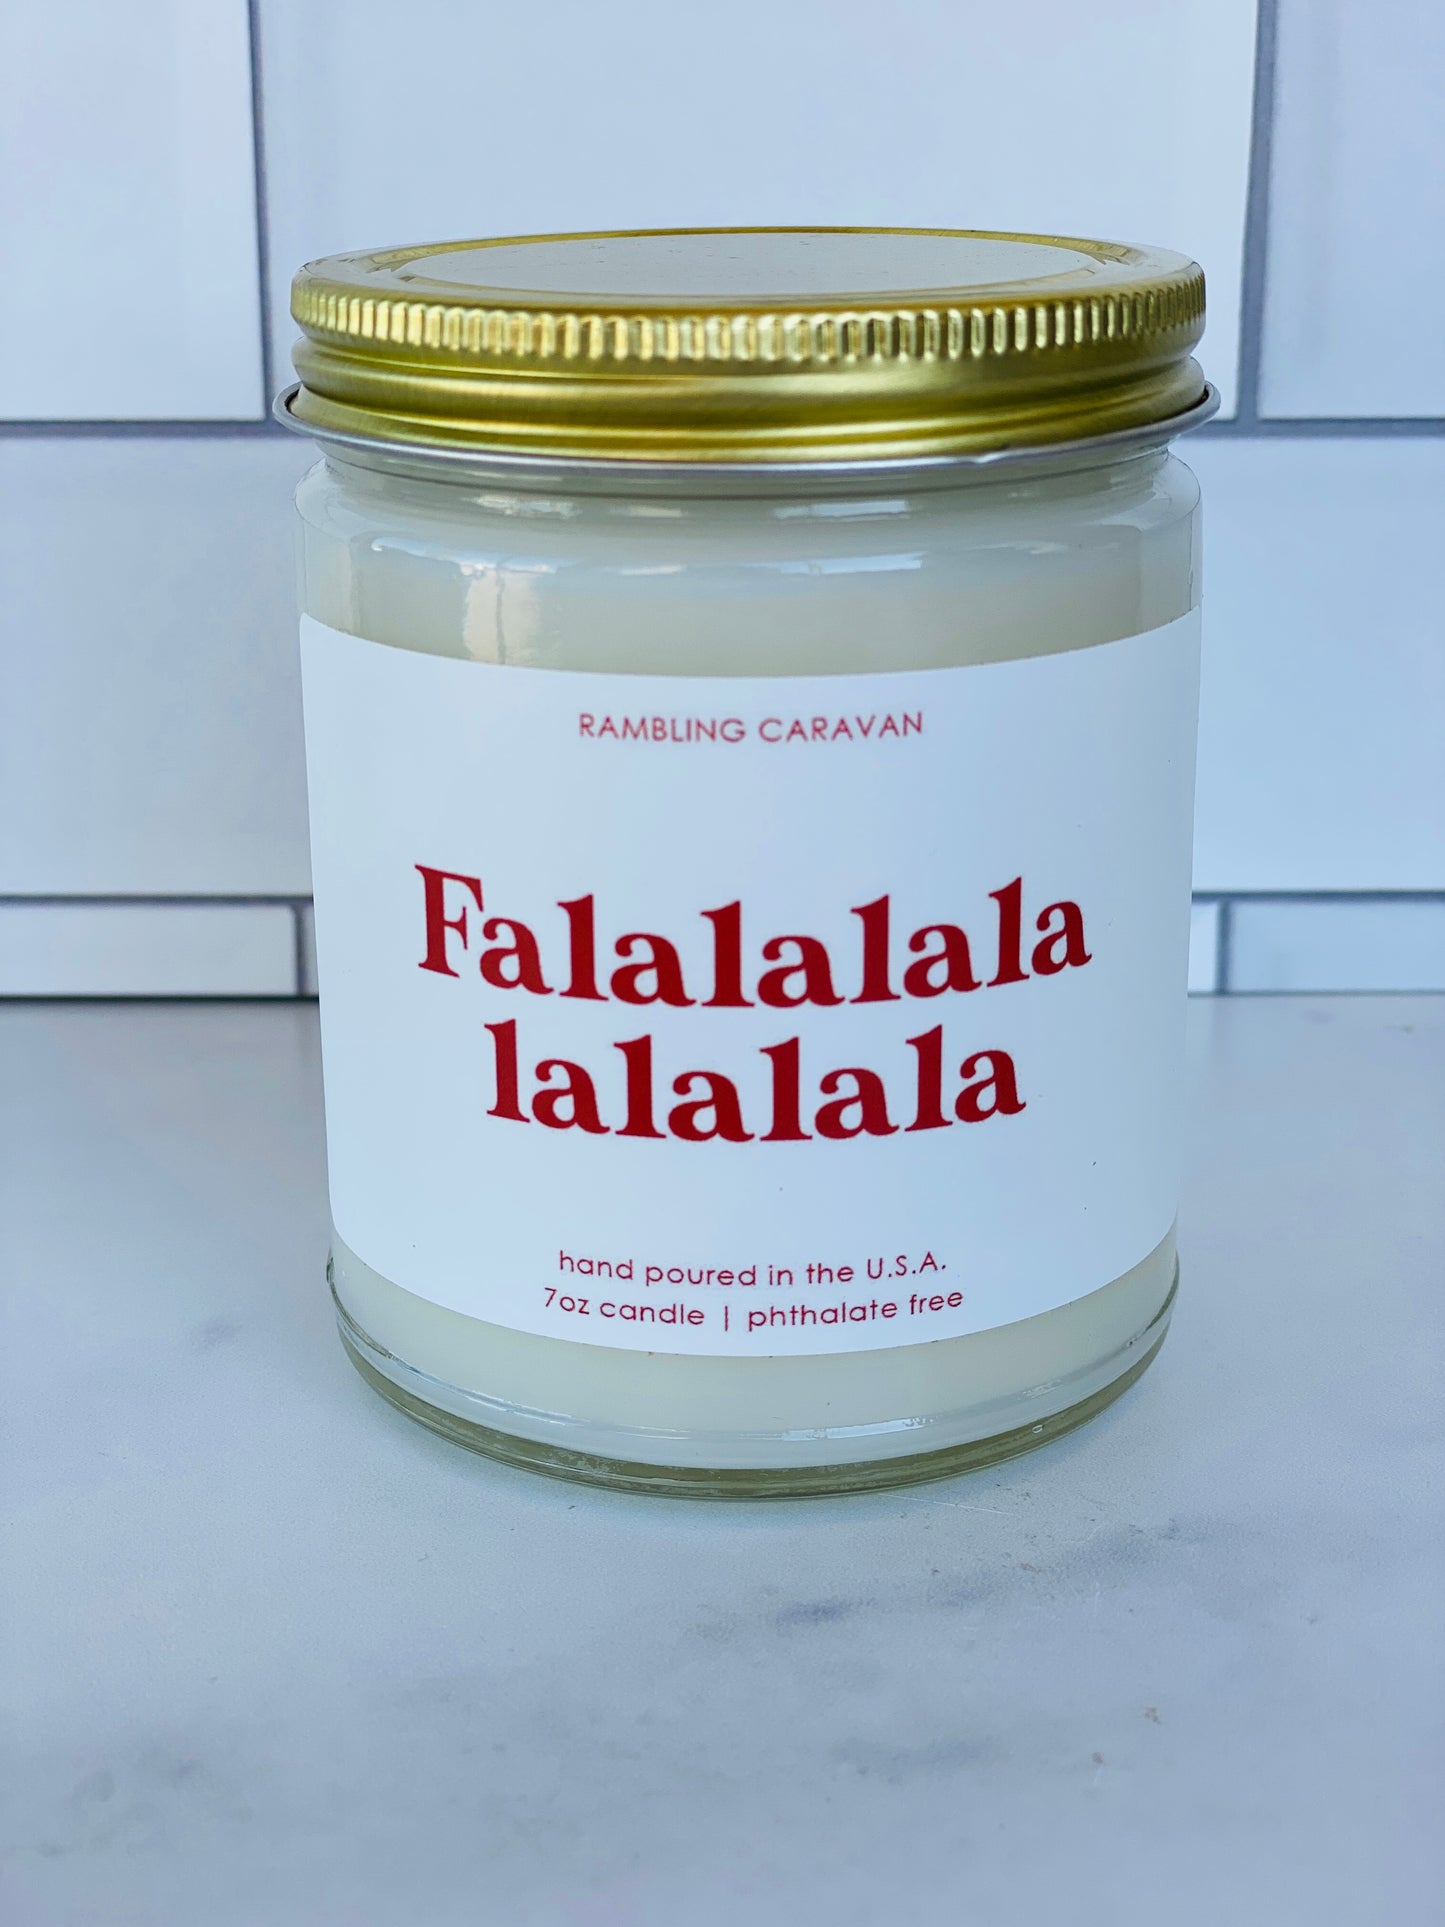 RAMBLING CARAVAN
Falalalala
lalalala
hand poured in the U.S.A.
7oz candle | phthalate free